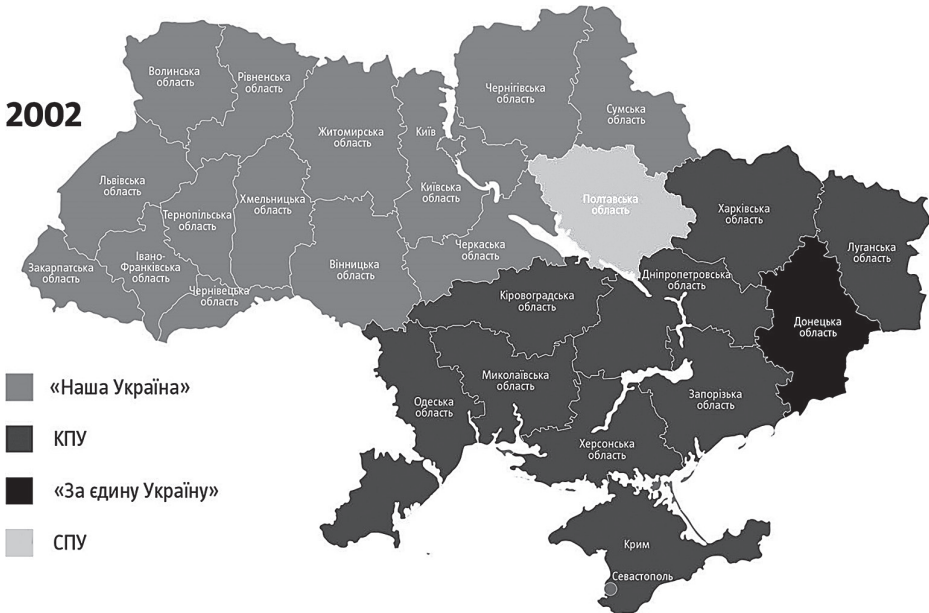 2002
Волинська
область
Рівненська
область
Житомирська
область
Київ
Чернігівська
область
Сумська
область
Львівська
область
Тернопільська
область
Хмельницька
область
Київська
область
Полтавська
область
Харківська
область
Луганська
область
Закарпатська
область
Івано-
Франківська
область
Чернівецька
область
Вінницька
область
Черкаська
область
Кіровоградська
область
Дніпропетровська
область
Донецька
область
Одеська
область
Миколаївська
область
Запорізька
область
Херсонська
область
Крим
Севастополь
«Наша Україна»
КПУ
«За єдину Україну»
СПУ